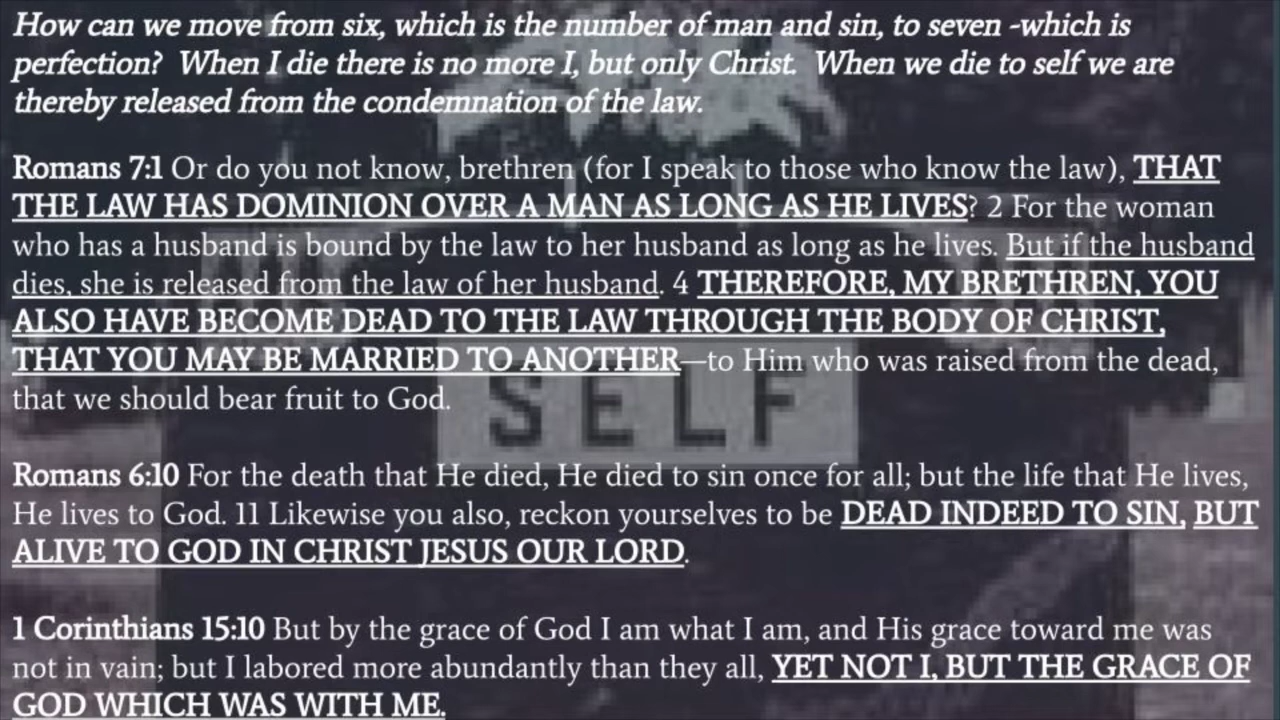 How can we move from six, which is the number of man and sin, to seven -which is
perfection?  When I die there is no more I, but only Christ.  When we die to self we are
thereby released from the condemnation of the law.
Romans 7:1 Or do you not know, brethren (for I speak to those who know the law), THAT
THE LAW HAS DOMINION OVER A MAN AS LONG AS HE LIVES? 2 For the woman
who has a husband is bound by the law to her husband as long as he lives. But if the husband
dies, she is released from the law of her husband. 4 THEREFORE, MY BRETHREN, YOU
ALSO HAVE BECOME DEAD TO THE LAW THROUGH THE BODY OF CHRIST,
THAT YOU MAY BE MARRIED TO ANOTHER—to Him who was raised from the dead,
that we should bear fruit to God.
SELF
Romans 6:10 For the death that He died, He died to sin once for all; but the life that He lives,
He lives to God. 11 Likewise you also, reckon yourselves to be DEAD INDEED TO SIN, BUT
ALIVE TO GOD IN CHRIST JESUS OUR LORD.
1 Corinthians 15:10 But by the grace of God I am what I am, and His grace toward me was
not in vain; but I labored more abundantly than they all, YET NOT I, BUT THE GRACE OF
GOD WHICH WAS WITH ME.